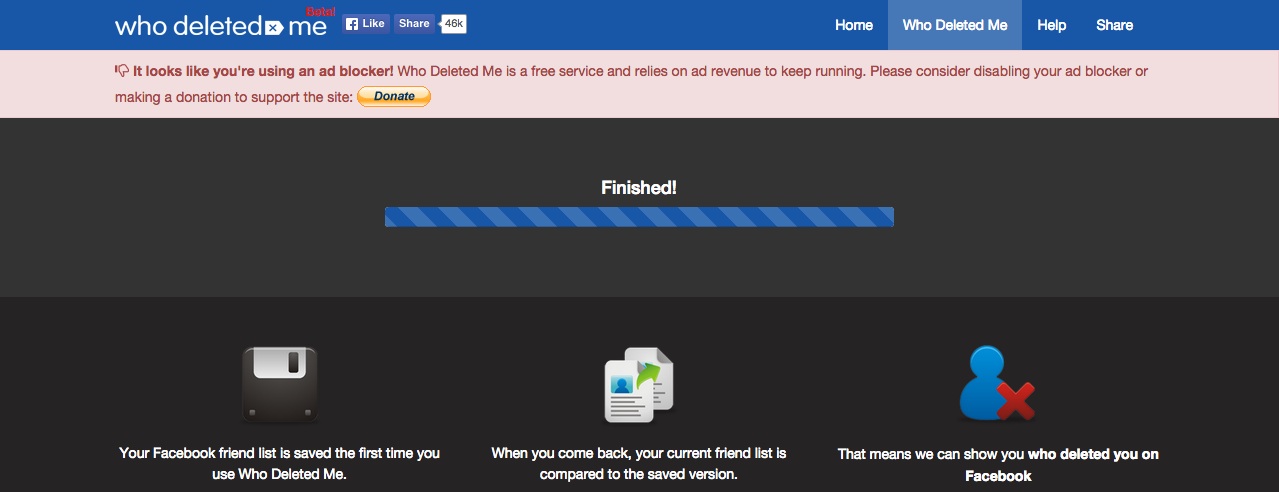 who deleted me
Beta!
Like
Share
46k
Home
Who Deleted Me
Help
Share
It looks like you're using an ad blocker! Who Deleted Me is a free service and relies on ad revenue to keep running. Please consider disabling your ad blocker or
making a donation to support the site: Donate
Finished!
Your Facebook friend list is saved the first time you
use Who Deleted Me.
When you come back, your current friend list is
compared to the saved version.
That means we can show you who deleted you on
Facebook